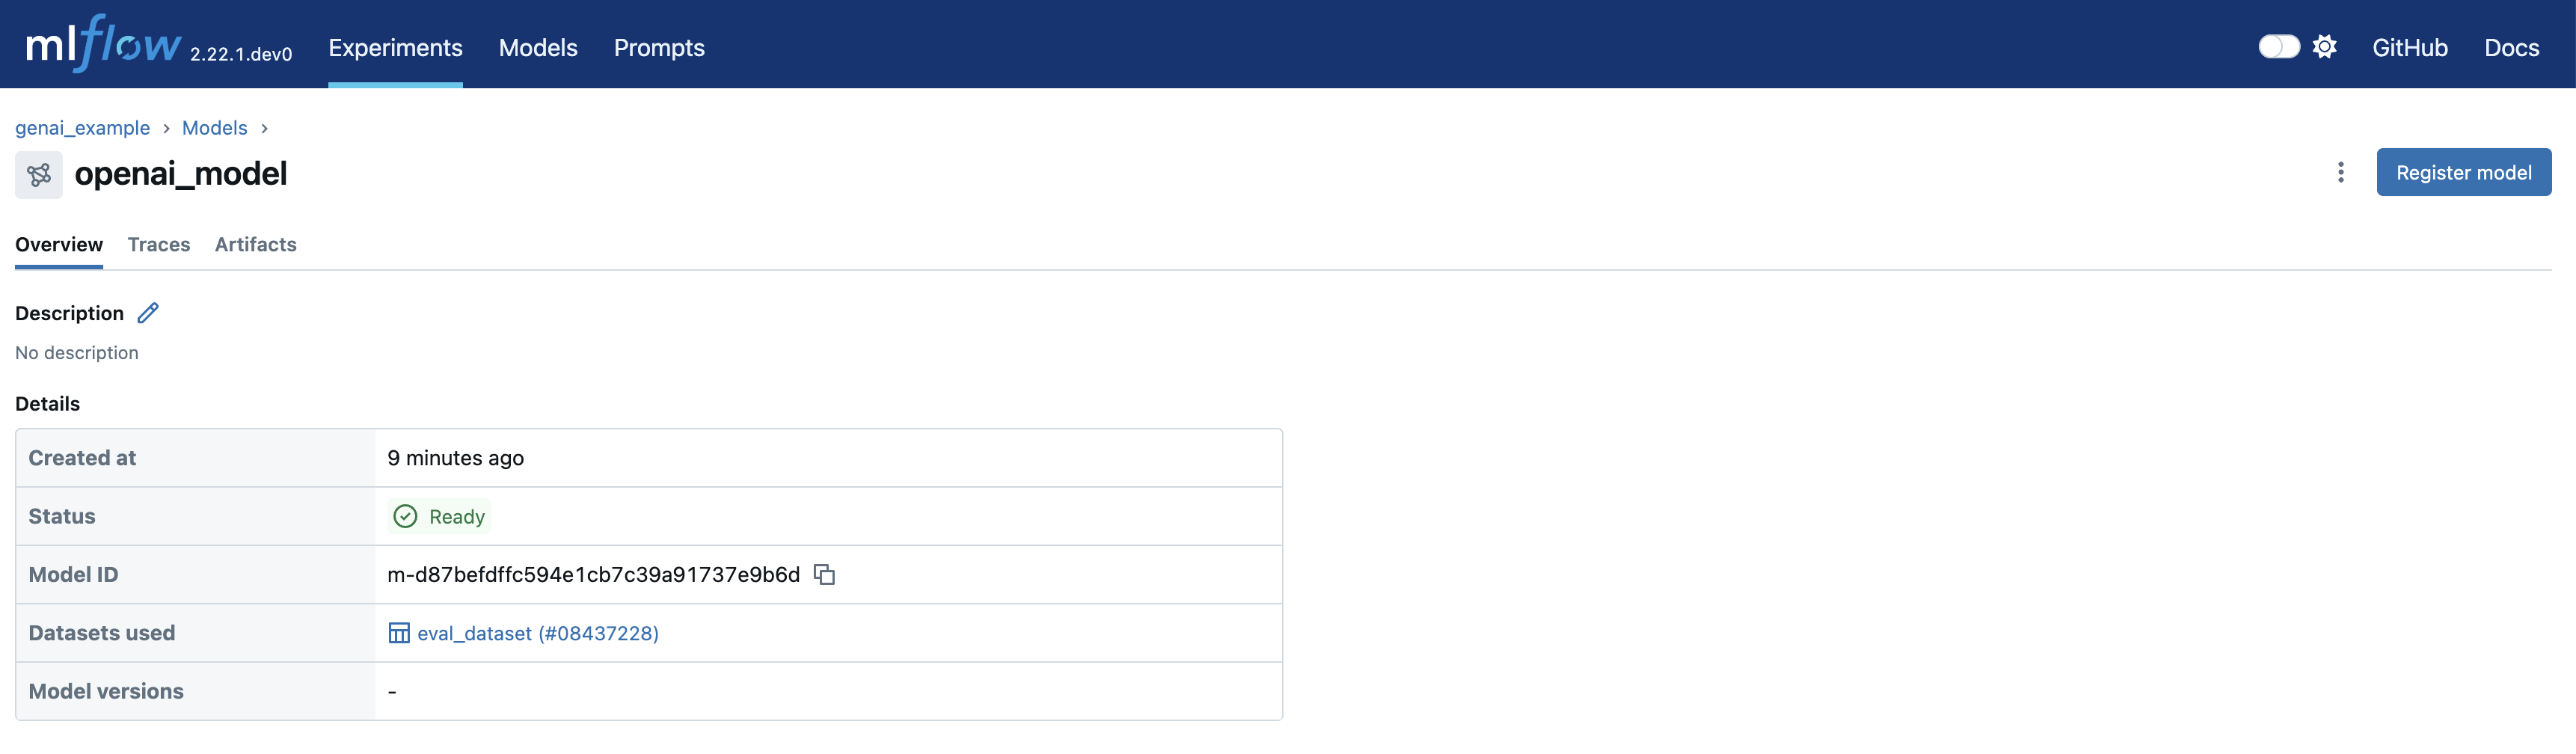 mlflow 2.22.1.dev0 Experiments Models Prompts GitHub Docs
genai_example > Models >
openai_model Register model
Overview Traces Artifacts
Description
No description
Details
Created at 9 minutes ago
Status Ready
Model ID m-d87befdffc594e1cb7c39a91737e9b6d
Datasets used eval_dataset (#08437228)
Model versions -